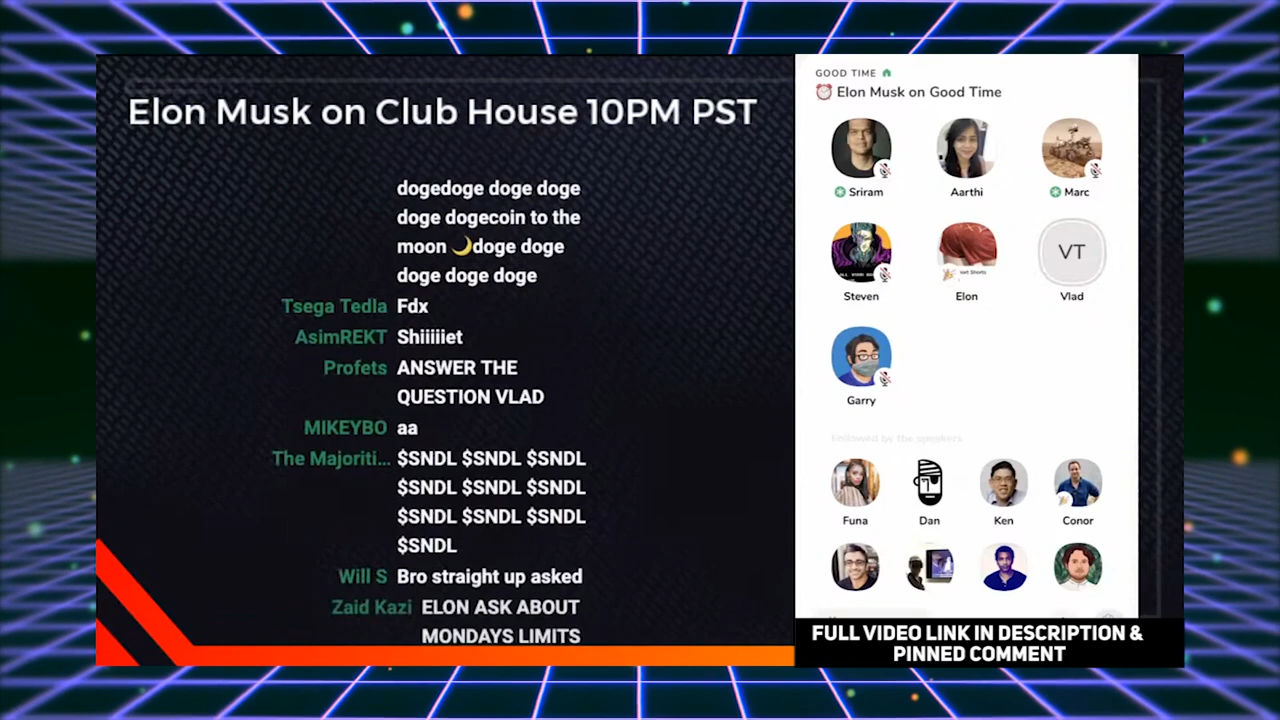 Elon Musk on Club House 10PM PST
dogedoge doge doge
doge dogecoin to the
moon 🌙doge doge
doge doge doge
Tsega Tedla Fdx
AsimREKT Shiiiiiet
Profets ANSWER THE
QUESTION VLAD
MIKEYBO aa
The Majoriti... $SNDL $SNDL $SNDL
$SNDL $SNDL $SNDL
$SNDL $SNDL $SNDL
$SNDL
Will S Bro straight up asked
Zaid Kazi ELON ASK ABOUT
MONDAYS LIMITS
GOOD TIME
⏰ Elon Musk on Good Time
Sriram Aarthi Marc
VT
Steven Elon Vlad
Garry
Followed by the speakers
Funa Dan Ken Conor
FULL VIDEO LINK IN DESCRIPTION &
PINNED COMMENT